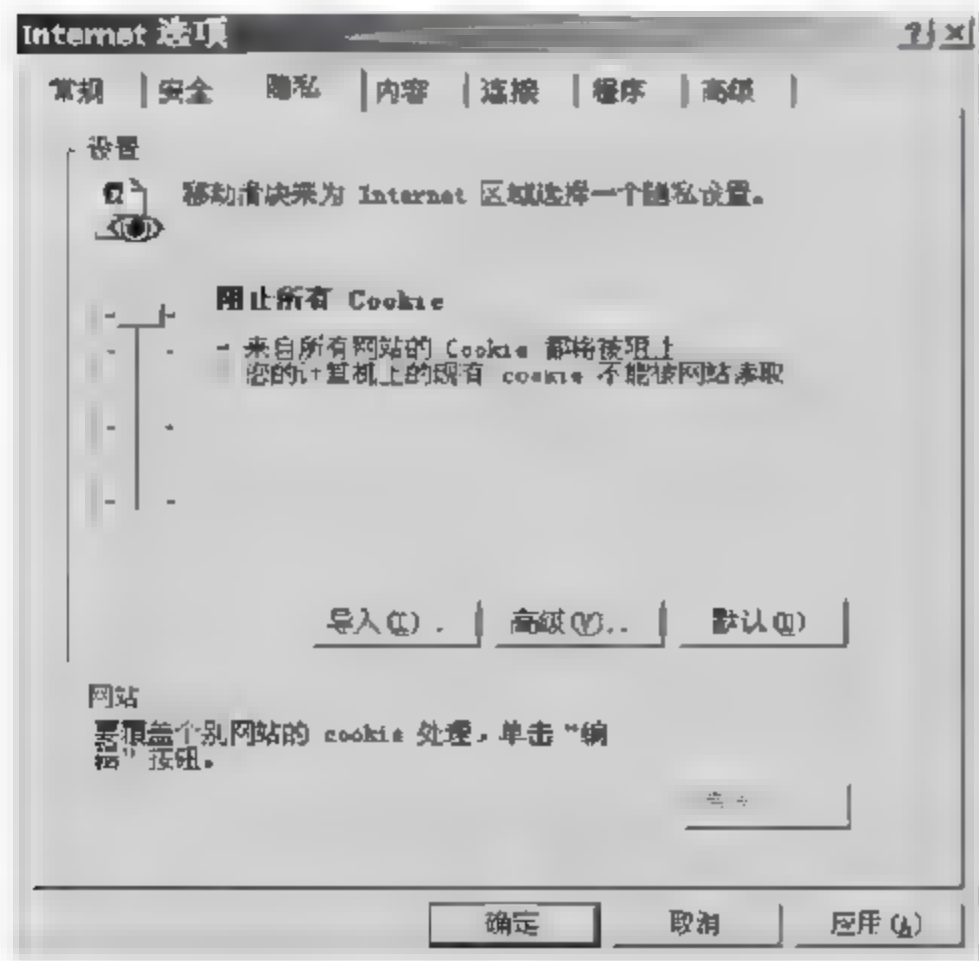 Internet 选项
常规 安全 隐私 内容 连接 程序 高级
设置
移动滑块来为 Internet 区域选择一个隐私设置。
阻止所有 Cookie
- 来自所有网站的 Cookie 都将被阻止
您的计算机上的现有 cookie 不能被网站读取
导入(I). 高级(V)... 默认(D)
网站
要覆盖个别网站的 cookie 处理，单击“编
辑”按钮。
确定 取消 应用(A)